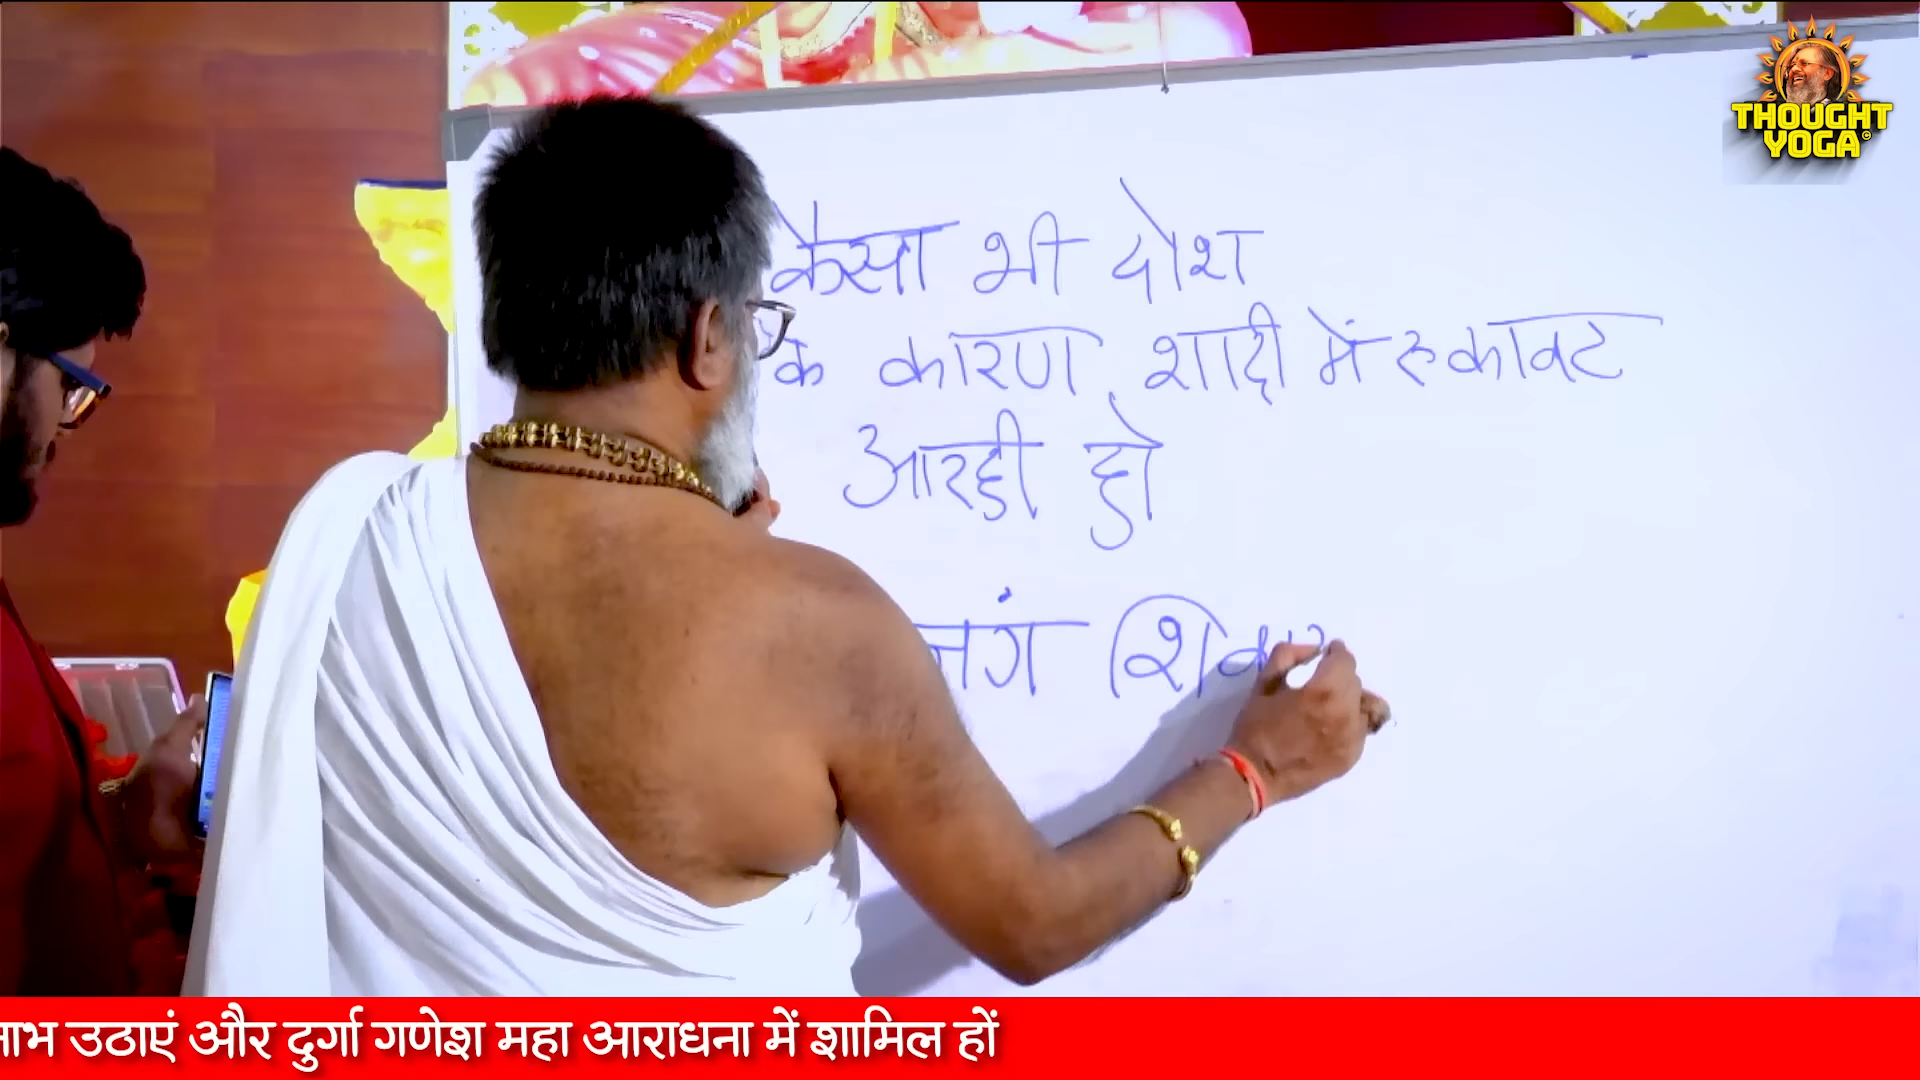 THOUGHT
YOGA
कैसा भी दोश
के कारण शादी में रुकावट
आरही हो
उठाएं और दुर्गा गणेश महा आराधना में शामिल हों